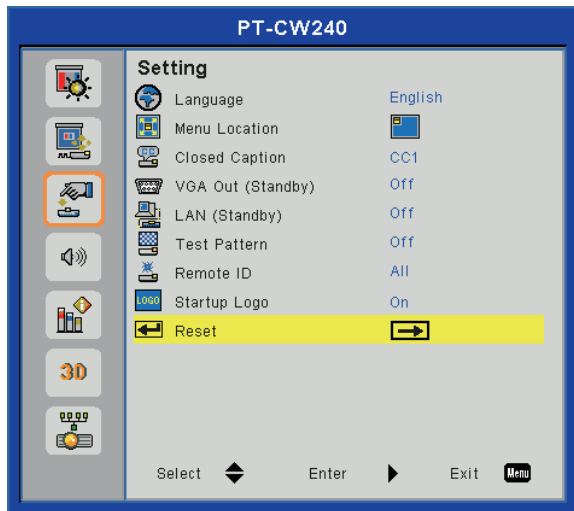 PT-CW240
Setting
Language English
Menu Location
Closed Caption CC1
VGA Out (Standby) Off
LAN (Standby) Off
Test Pattern Off
Remote ID All
LOGO Startup Logo On
Reset
3D
Select Enter Exit Menu